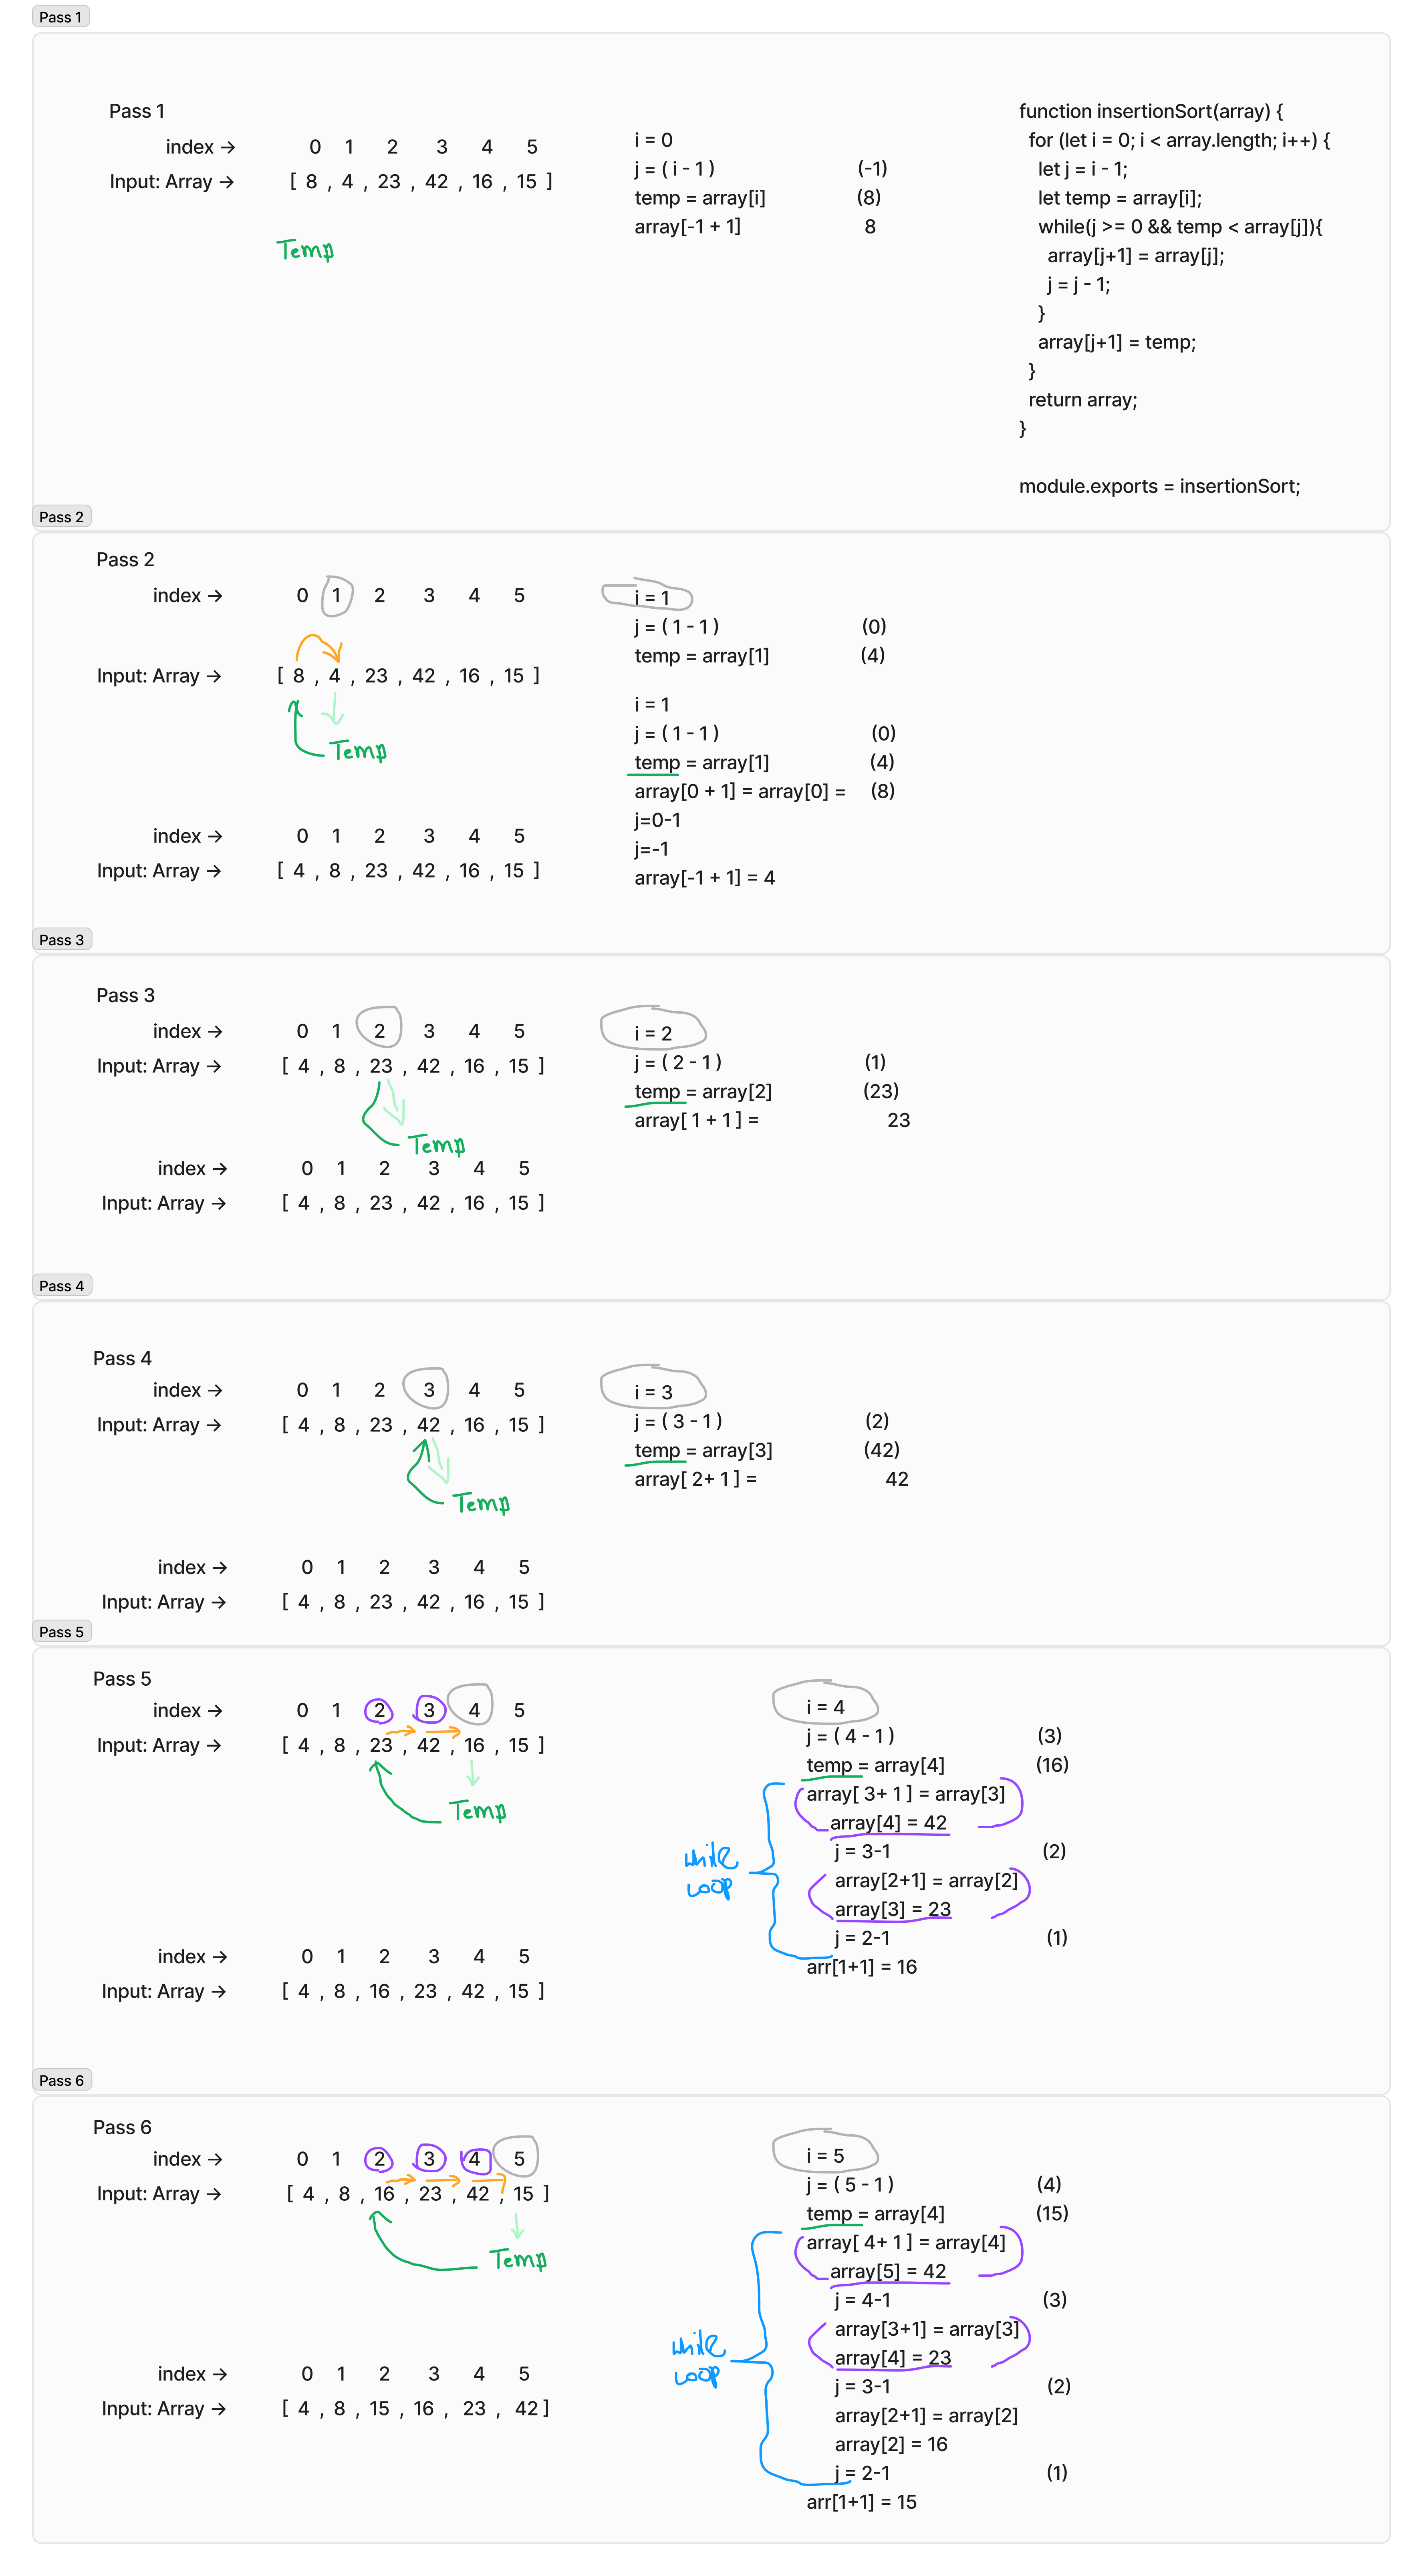 Pass 1
Pass 1
index → 0 1 2 3 4 5
Input: Array → [ 8 , 4 , 23 , 42 , 16 , 15 ]
Temp
i = 0
j = ( i - 1 ) (-1)
temp = array[i] (8)
array[-1 + 1] 8
function insertionSort(array) {
for (let i = 0; i < array.length; i++) {
let j = i - 1;
let temp = array[i];
while(j >= 0 && temp < array[j]){
array[j+1] = array[j];
j = j - 1;
}
array[j+1] = temp;
}
return array;
}
module.exports = insertionSort;
Pass 2
Pass 2
index → 0 1 2 3 4 5
Input: Array → [ 8 , 4 , 23 , 42 , 16 , 15 ]
Temp
index → 0 1 2 3 4 5
Input: Array → [ 4 , 8 , 23 , 42 , 16 , 15 ]
i = 1
j = ( 1 - 1 ) (0)
temp = array[1] (4)
i = 1
j = ( 1 - 1 ) (0)
temp = array[1] (4)
array[0 + 1] = array[0] = (8)
j=0-1
j=-1
array[-1 + 1] = 4
Pass 3
Pass 3
index → 0 1 2 3 4 5
Input: Array → [ 4 , 8 , 23 , 42 , 16 , 15 ]
Temp
index → 0 1 2 3 4 5
Input: Array → [ 4 , 8 , 23 , 42 , 16 , 15 ]
i = 2
j = ( 2 - 1 ) (1)
temp = array[2] (23)
array[ 1 + 1 ] = 23
Pass 4
Pass 4
index → 0 1 2 3 4 5
Input: Array → [ 4 , 8 , 23 , 42 , 16 , 15 ]
Temp
index → 0 1 2 3 4 5
Input: Array → [ 4 , 8 , 23 , 42 , 16 , 15 ]
i = 3
j = ( 3 - 1 ) (2)
temp = array[3] (42)
array[ 2+ 1 ] = 42
Pass 5
Pass 5
index → 0 1 2 3 4 5
Input: Array → [ 4 , 8 , 23 , 42 , 16 , 15 ]
Temp
index → 0 1 2 3 4 5
Input: Array → [ 4 , 8 , 16 , 23 , 42 , 15 ]
while
loop
i = 4
j = ( 4 - 1 ) (3)
temp = array[4] (16)
array[ 3+ 1 ] = array[3]
array[4] = 42
j = 3-1 (2)
array[2+1] = array[2]
array[3] = 23
j = 2-1 (1)
arr[1+1] = 16
Pass 6
Pass 6
index → 0 1 2 3 4 5
Input: Array → [ 4 , 8 , 16 , 23 , 42 , 15 ]
Temp
index → 0 1 2 3 4 5
Input: Array → [ 4 , 8 , 15 , 16 , 23 , 42 ]
while
loop
i = 5
j = ( 5 - 1 ) (4)
temp = array[4] (15)
array[ 4+ 1 ] = array[4]
array[5] = 42
j = 4-1 (3)
array[3+1] = array[3]
array[4] = 23
j = 3-1 (2)
array[2+1] = array[2]
array[2] = 16
j = 2-1 (1)
arr[1+1] = 15